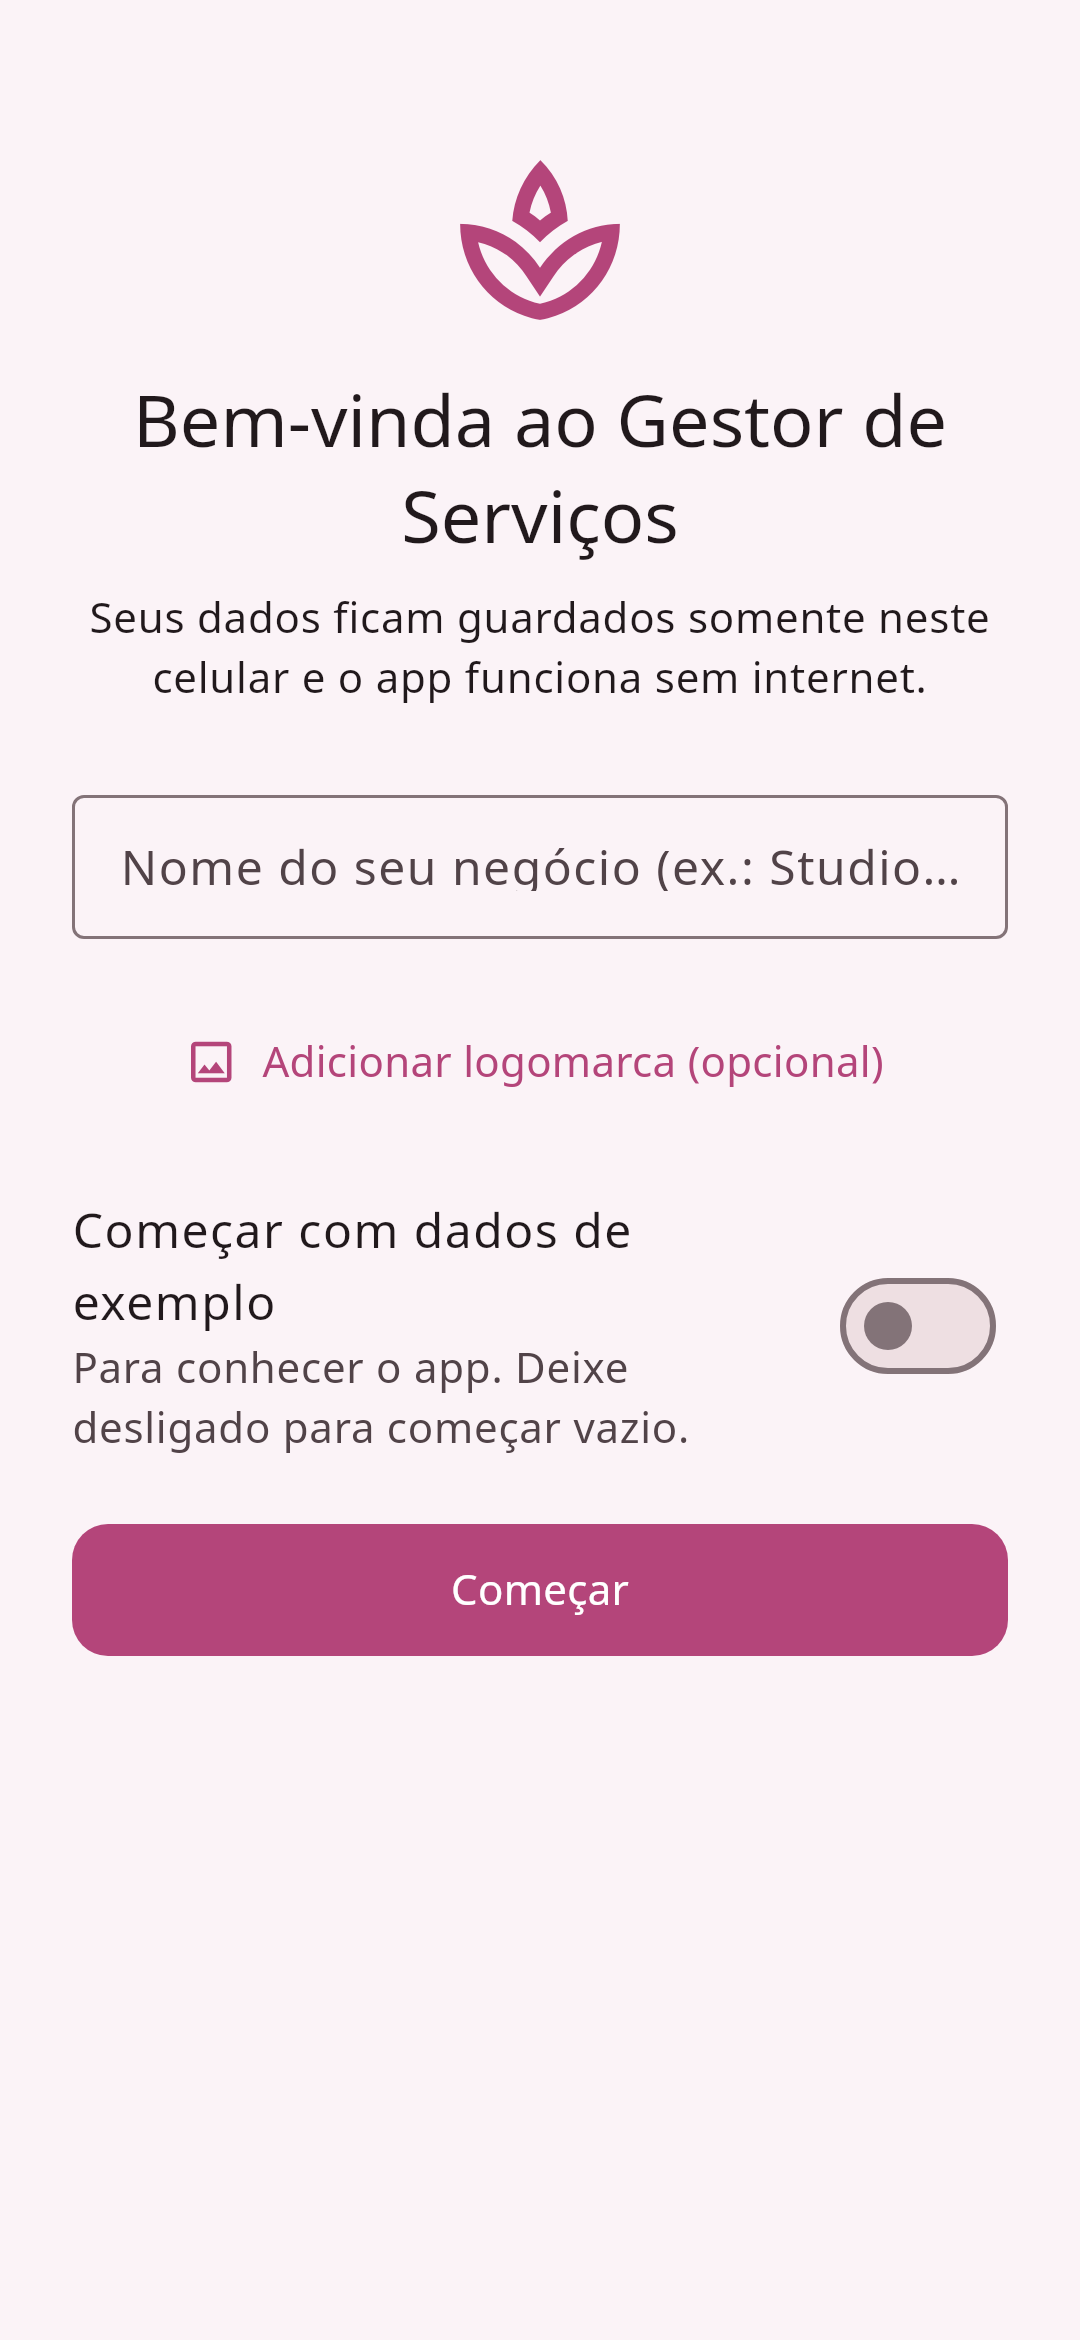 Bem-vinda ao Gestor de
Serviços
Seus dados ficam guardados somente neste
celular e o app funciona sem internet.
Nome do seu negócio (ex.: Studio…
Adicionar logomarca (opcional)
Começar com dados de
exemplo
Para conhecer o app. Deixe
desligado para começar vazio.
Começar